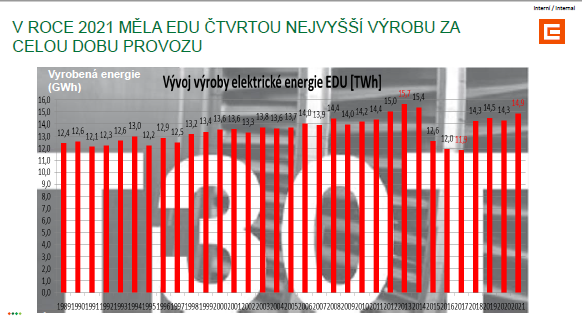 interní / Internal
V ROCE 2021 MĚLA EDU ČTVRTOU NEJVYŠŠÍ VÝROBU ZA
CELOU DOBU PROVOZU
Vyrobená energie
(GWh)
Vývoj výroby elektrické energie EDU [TWh]
16,0
15,0
14,0
13,0
12,0
11,0
10,0
9,0
8,0
7,0
6,0
5,0
4,0
3,0
2,0
1,0
0,0
12,4 12,6 12,1 12,3 12,6 13,0 12,2 12,9 12,5 13,2 13,4 13,6 13,6 13,3 13,8 13,6 13,7 14,0 13,9 14,4 14,0 14,2 14,4 15,0 15,7 15,4 12,6 12,0 14,3 14,5 14,3 14,9
1989 1990 1991 1992 1993 1994 1995 1996 1997 1998 1999 2000 2001 2002 2003 2004 2005 2006 2007 2008 2009 2010 2011 2012 2013 2014 2015 2016 2017 2018 2019 2020 2021